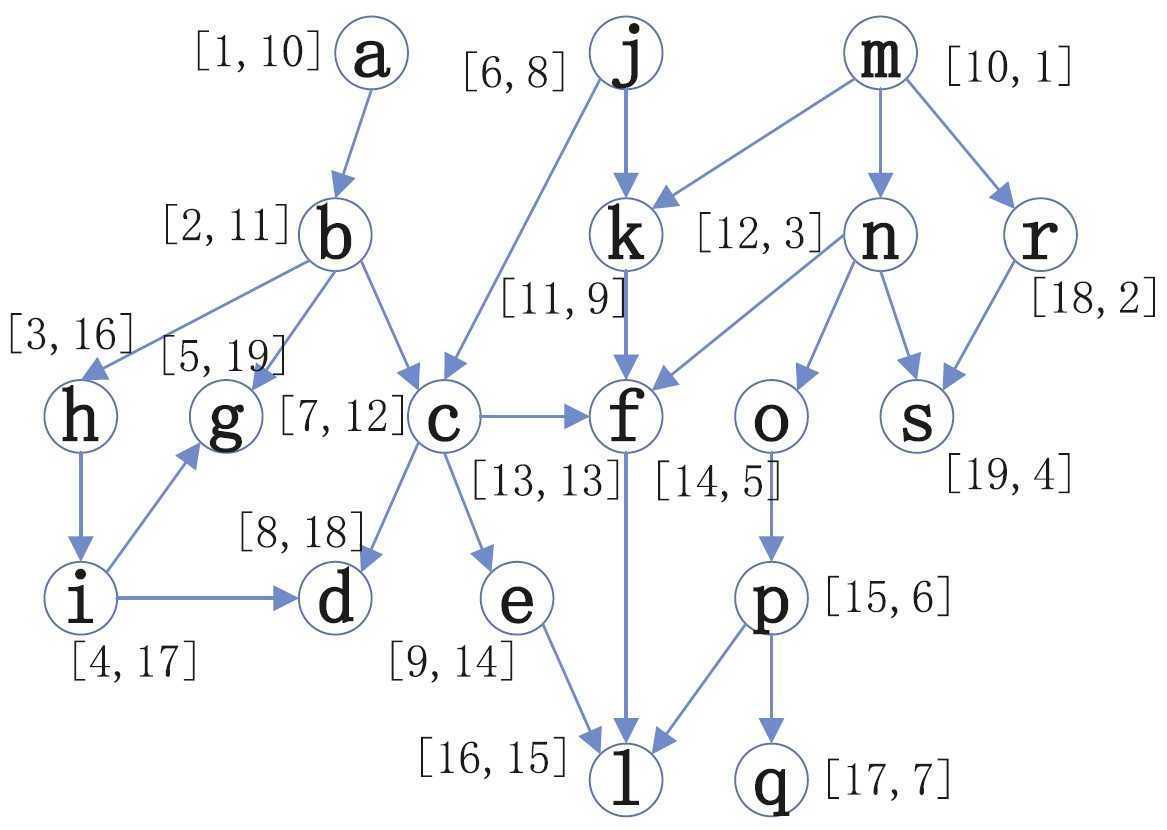 [1, 10] a
[6, 8] j
m [10, 1]
[2, 11] b
k
[12, 3] n
r
[11, 9]
[18, 2]
[3, 16]
[5, 19]
h
g
[7, 12] c
f
o
s
[13, 13]
[14, 5]
[19, 4]
[8, 18]
i
d
e
p [15, 6]
[4, 17]
[9, 14]
[16, 15] l
q [17, 7]